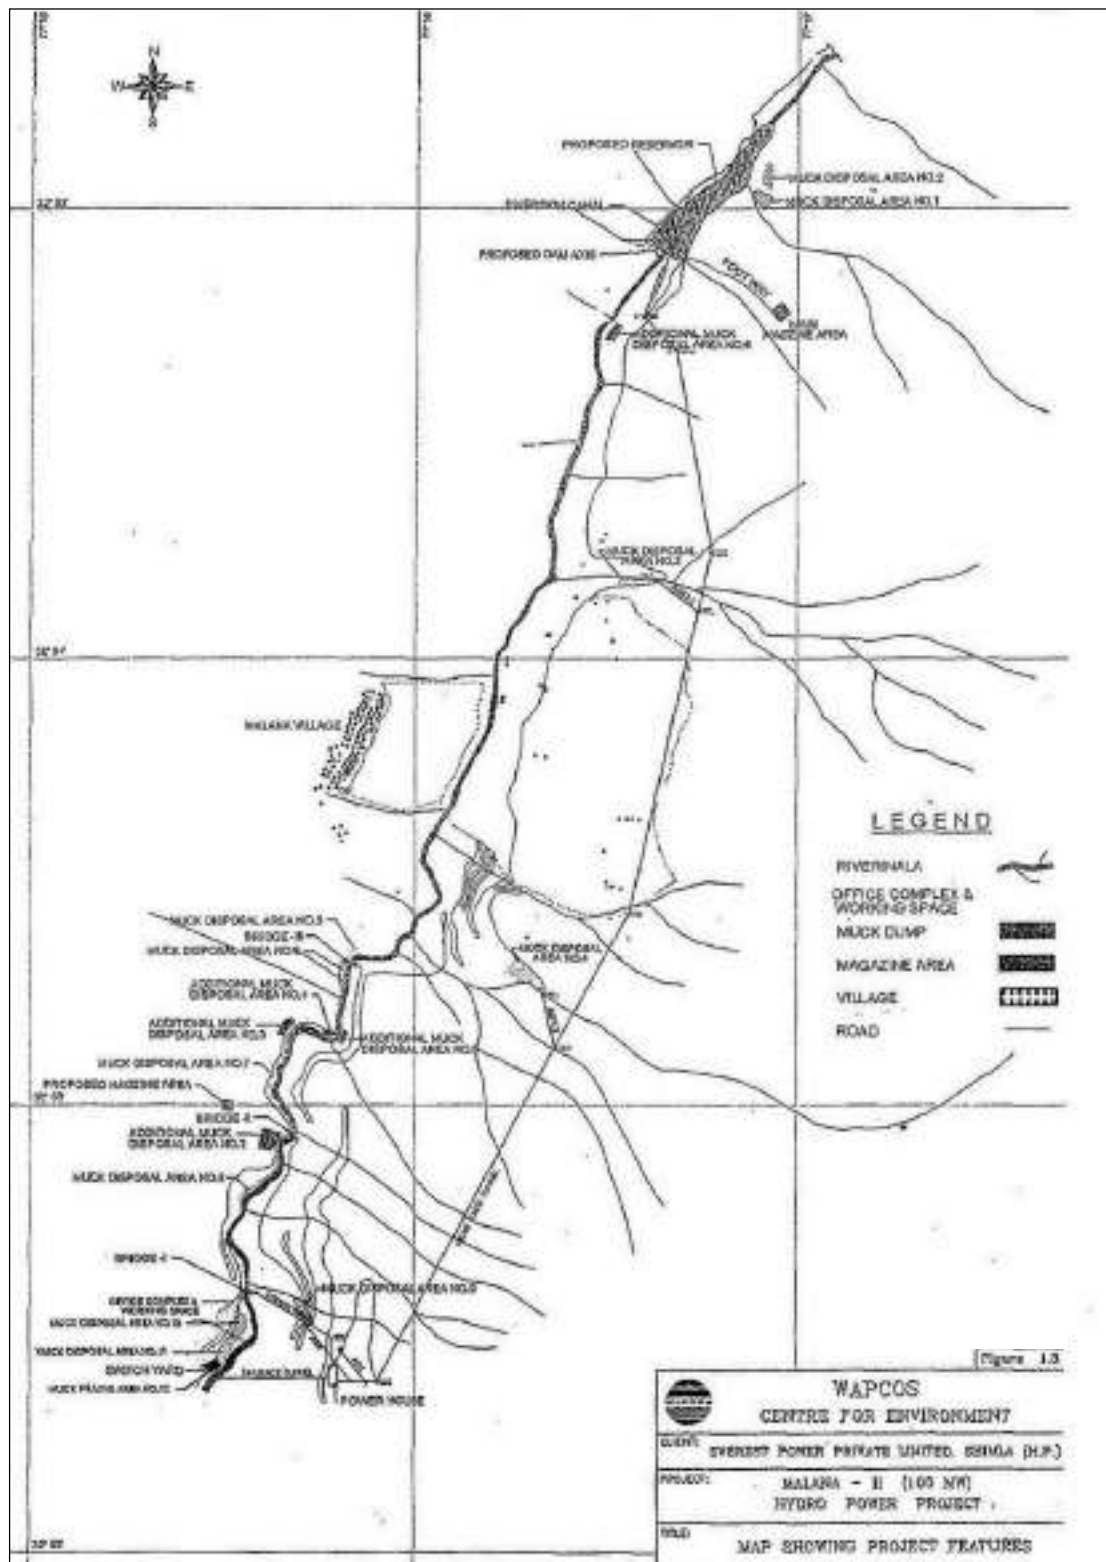 N
W
E
S
PROPOSED RESERVOIR
MUCK DISPOSAL AREA NO.2
MUCK DISPOSAL AREA NO.1
DIVERSION CANAL
PROPOSED DAM AXIS
FOOT WAY
MAIN
MAGZINE AREA
ADDITIONAL MUCK
DISPOSAL AREA NO.4
MUCK DISPOSAL
AREA NO.3
MALANA VILLAGE
LEGEND
RIVER/NALA
OFFICE COMPLEX &
WORKING SPACE
MUCK DUMP
MAGAZINE AREA
VILLAGE
ROAD
MUCK DISPOSAL AREA NO.5
BRIDGE-III
MUCK DISPOSAL AREA NO.6
MUCK DISPOSAL
AREA NO.4
ADDITIONAL MUCK
DISPOSAL AREA NO.
ADDITIONAL MUCK
DISPOSAL AREA NO.3
ADDITIONAL MUCK
DISPOSAL AREA NO.
MUCK DISPOSAL AREA NO.7
PROPOSED MAGZINE AREA
BRIDGE-II
ADDITIONAL MUCK
DISPOSAL AREA NO.2
MUCK DISPOSAL AREA NO.8
BRIDGE-I
MUCK DISPOSAL AREA NO.9
OFFICE COMPLEX &
WORKING SPACE
MUCK DISPOSAL AREA NO.10
MUCK DISPOSAL AREA NO.11
SWITCH YARD
TAILRACE TUNNEL
POWER HOUSE
Figure 1.3
WAPCOS
CENTRE FOR ENVIRONMENT
CLIENT:
EVEREST POWER PRIVATE LIMITED, SHIMLA (H.P.)
PROJECT:
MALANA - II (100 MW)
HYDRO POWER PROJECT
TITLE:
MAP SHOWING PROJECT FEATURES